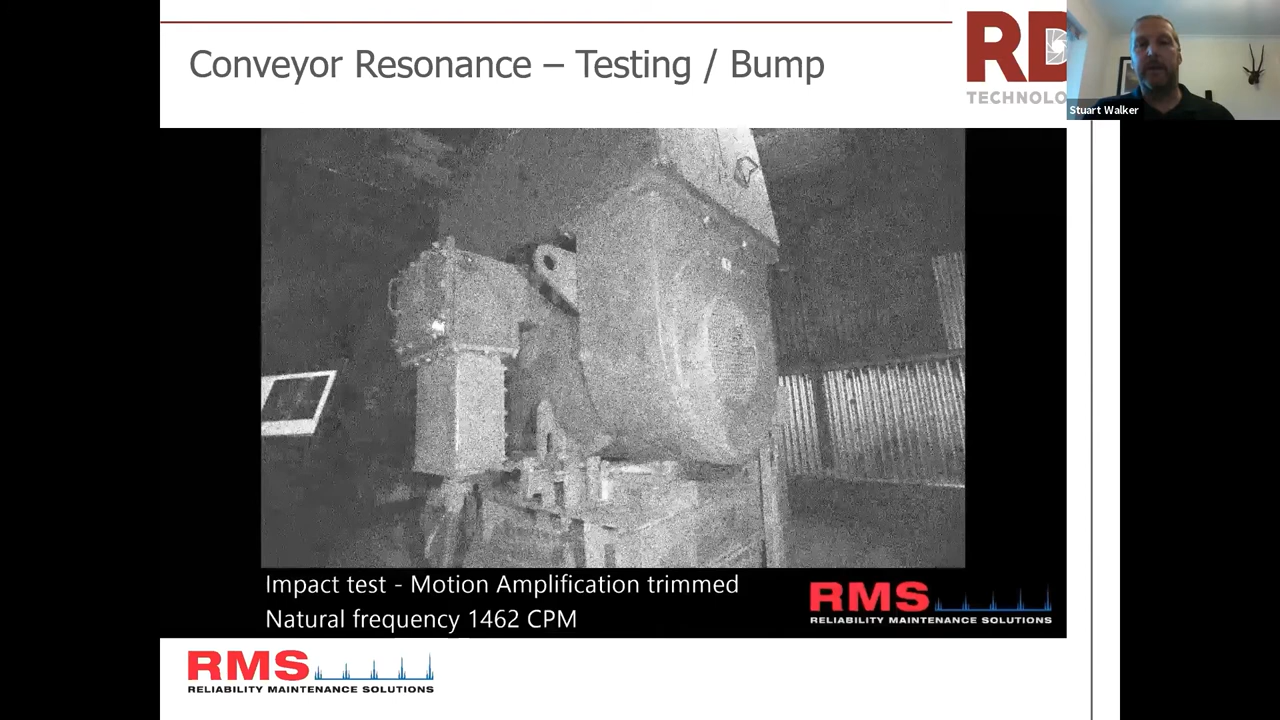 Conveyor Resonance – Testing / Bump
RD
TECHNOLO
Stuart Walker
Impact test - Motion Amplification trimmed
Natural frequency 1462 CPM
RMS
RELIABILITY MAINTENANCE SOLUTIONS
RMS
RELIABILITY MAINTENANCE SOLUTIONS